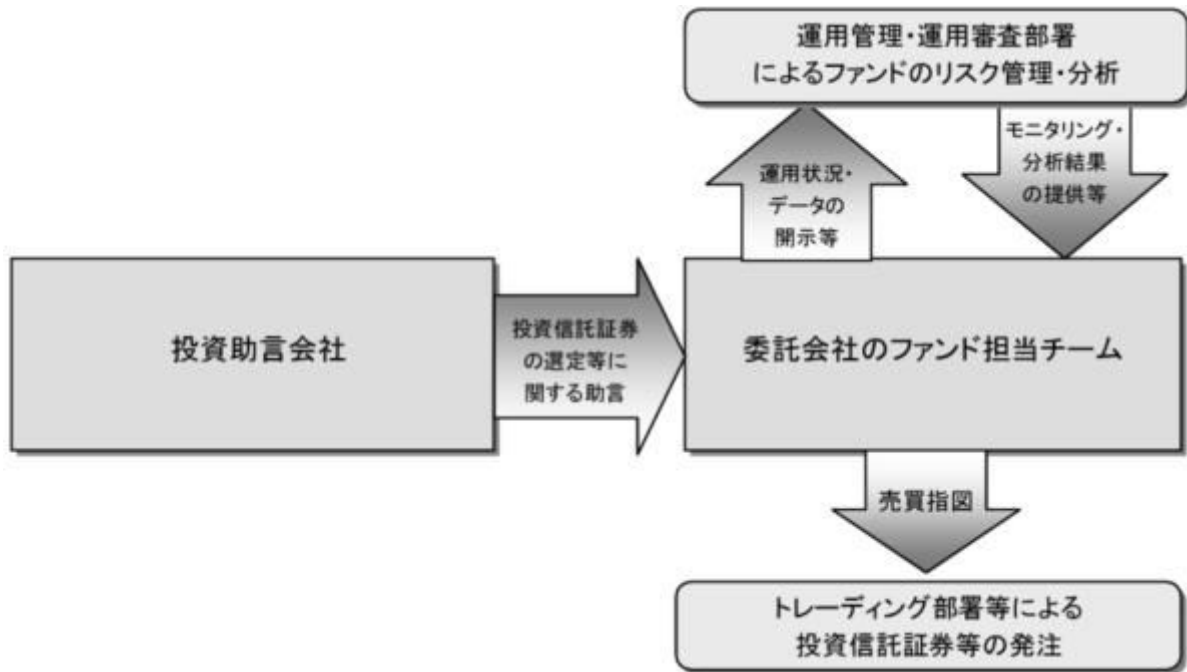 運用管理・運用審査部署
によるファンドのリスク管理・分析
運用状況・
データの
開示等
モニタリング・
分析結果
の提供等
投資助言会社
投資信託証券
の選定等に
関する助言
委託会社のファンド担当チーム
売買指図
トレーディング部署等による
投資信託証券等の発注